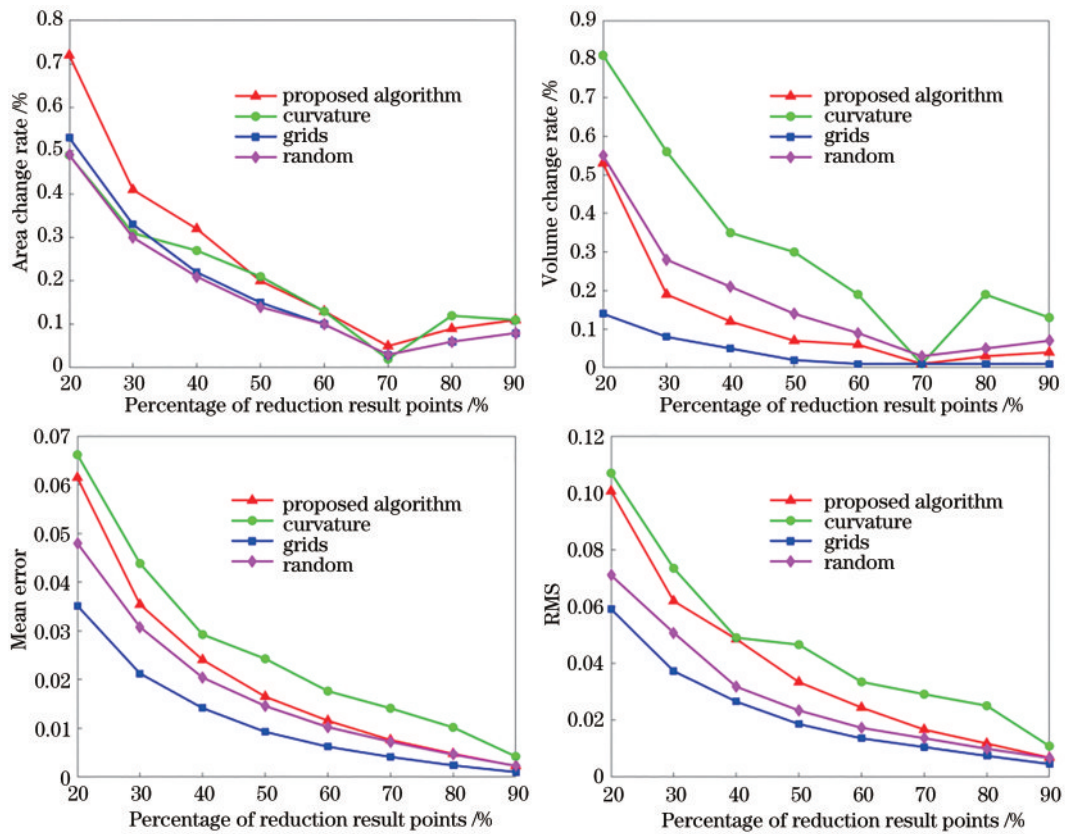 0.8
0.7
0.6
0.5
0.4
0.3
0.2
0.1
0
Area change rate /%
proposed algorithm
curvature
grids
random
20 30 40 50 60 70 80 90
Percentage of reduction result points /%
0.9
0.8
0.7
0.6
0.5
0.4
0.3
0.2
0.1
0
Volume change rate /%
proposed algorithm
curvature
grids
random
20 30 40 50 60 70 80 90
Percentage of reduction result points /%
0.07
0.06
0.05
0.04
0.03
0.02
0.01
0
Mean error
proposed algorithm
curvature
grids
random
20 30 40 50 60 70 80 90
Percentage of reduction result points /%
0.12
0.10
0.08
0.06
0.04
0.02
0
RMS
proposed algorithm
curvature
grids
random
20 30 40 50 60 70 80 90
Percentage of reduction result points /%